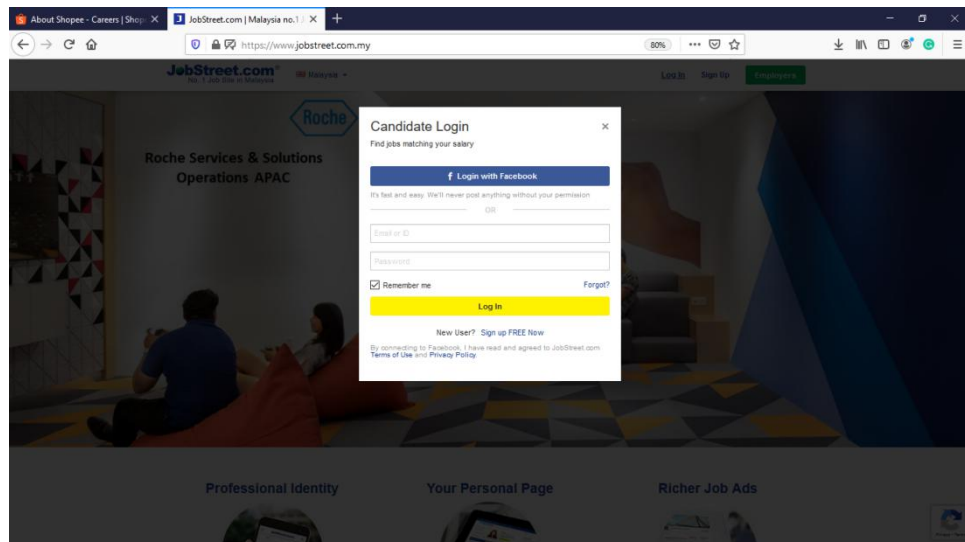 About Shopee - Careers | Shop
JobStreet.com | Malaysia no.1
https://www.jobstreet.com.my
80%
JobStreet.com
No. 1 Job Site in Malaysia
Malaysia
Log In
Sign Up
Employers
Roche
Roche Services & Solutions
Operations APAC
Candidate Login
Find jobs matching your salary
f Login with Facebook
It's fast and easy. We'll never post anything without your permission
OR
Email or ID
Password
Remember me
Forgot?
Log In
New User? Sign up FREE Now
By connecting to Facebook, I have read and agreed to JobStreet.com
Terms of Use and Privacy Policy.
Professional Identity
Your Personal Page
Richer Job Ads